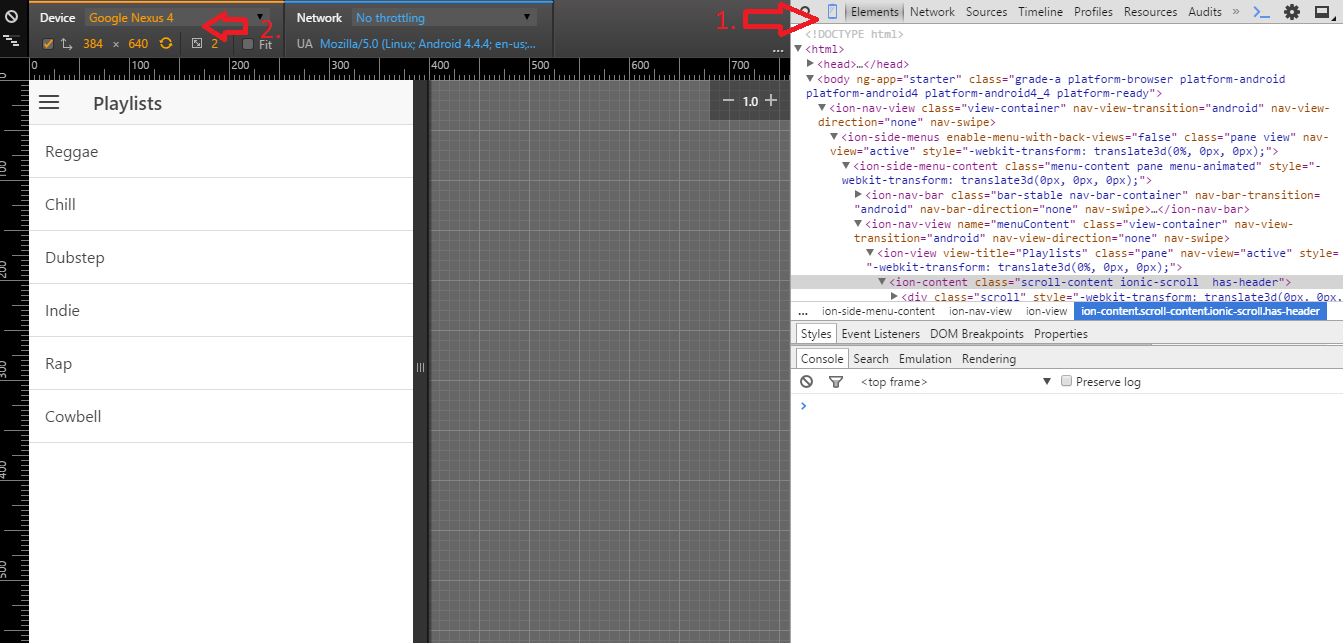 Device Google Nexus 4 2.
384 × 640 2 Fit
Network No throttling
UA Mozilla/5.0 (Linux; Android 4.4.4; en-us;...
...
0 100 200 300 400 500 600 700
0
100
200
300
400
500
Playlists
Reggae
Chill
Dubstep
Indie
Rap
Cowbell
− 1.0 +
1. Elements Network Sources Timeline Profiles Resources Audits »
<!DOCTYPE html>
<html>
<head>…</head>
<body ng-app="starter" class="grade-a platform-browser platform-android
platform-android4 platform-android4_4 platform-ready">
<ion-nav-view class="view-container" nav-view-transition="android" nav-view-
direction="none" nav-swipe>
<ion-side-menus enable-menu-with-back-views="false" class="pane view" nav-
view="active" style="-webkit-transform: translate3d(0%, 0px, 0px);">
<ion-side-menu-content class="menu-content pane menu-animated" style="-
webkit-transform: translate3d(0px, 0px, 0px);">
<ion-nav-bar class="bar-stable nav-bar-container" nav-bar-transition=
"android" nav-bar-direction="none" nav-swipe>…</ion-nav-bar>
<ion-nav-view name="menuContent" class="view-container" nav-view-
transition="android" nav-view-direction="none" nav-swipe>
<ion-view view-title="Playlists" class="pane" nav-view="active" style=
"-webkit-transform: translate3d(0%, 0px, 0px);">
<ion-content class="scroll-content ionic-scroll  has-header">
<div class="scroll" style="-webkit-transform: translate3d(0px, 0px,
... ion-side-menu-content ion-nav-view ion-view ion-content.scroll-content.ionic-scroll.has-header
Styles Event Listeners DOM Breakpoints Properties
Console Search Emulation Rendering
<top frame> Preserve log